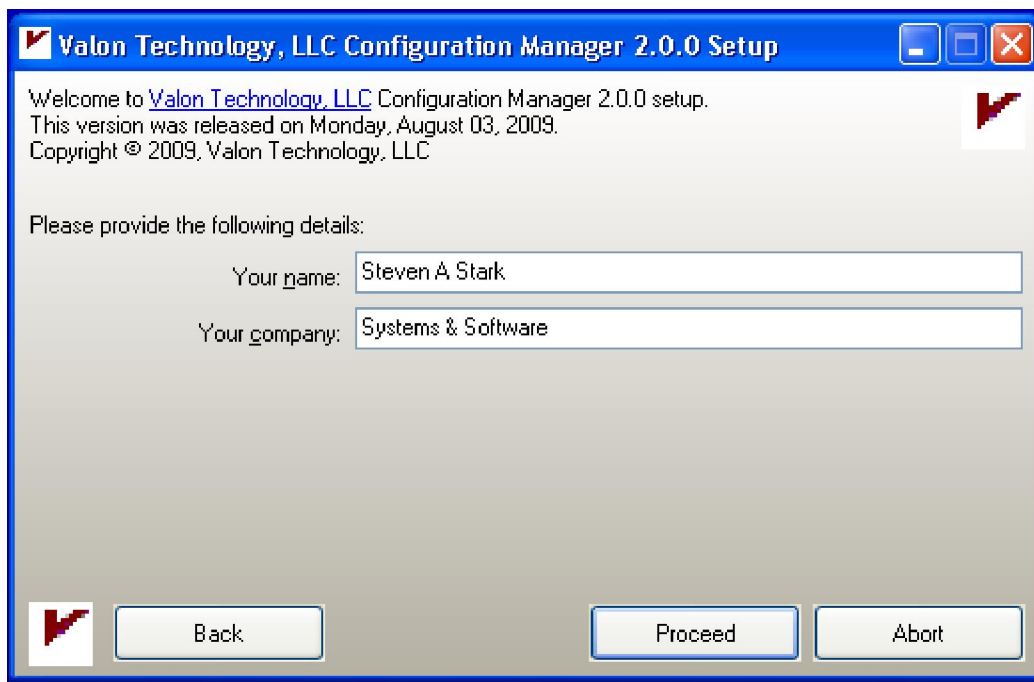 Valon Technology, LLC Configuration Manager 2.0.0 Setup
Welcome to Valon Technology, LLC Configuration Manager 2.0.0 setup.
This version was released on Monday, August 03, 2009.
Copyright © 2009, Valon Technology, LLC
Please provide the following details:
Your name: Steven A Stark
Your company: Systems & Software
Back Proceed Abort